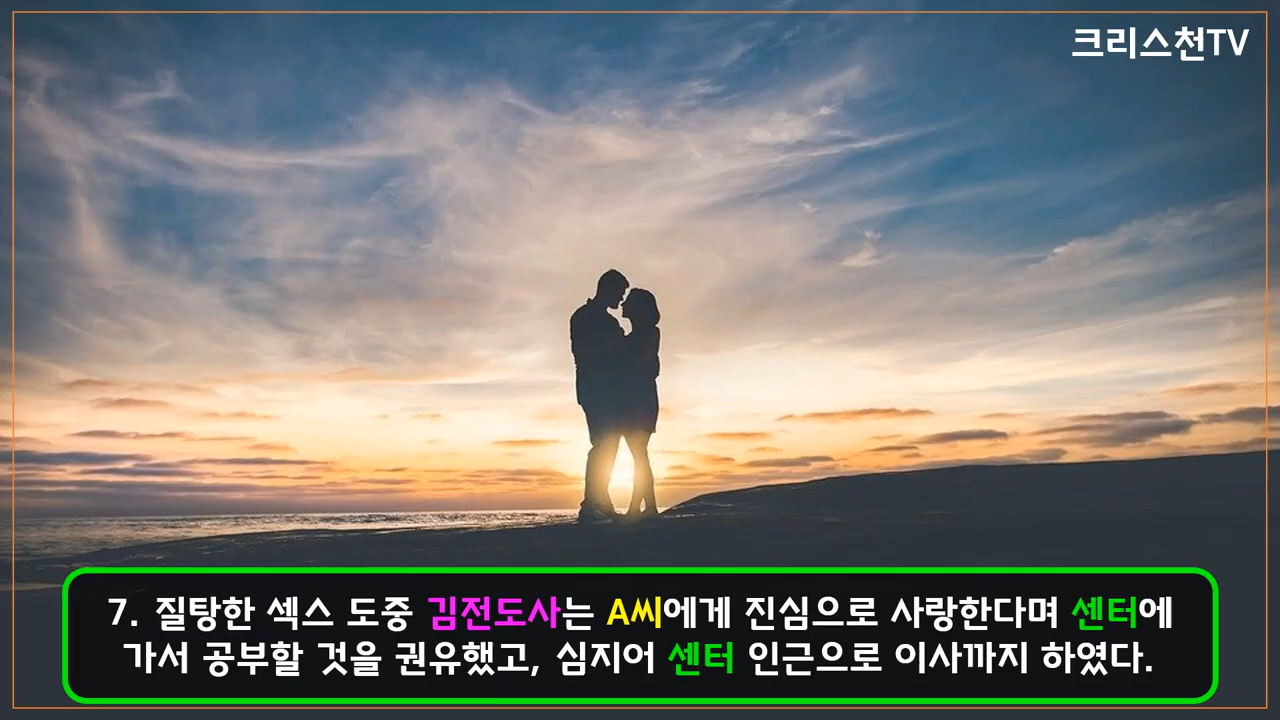 크리스천TV
7. 질탕한 섹스 도중 김전도사는 A씨에게 진심으로 사랑한다며 센터에
가서 공부할 것을 권유했고, 심지어 센터 인근으로 이사까지 하였다.